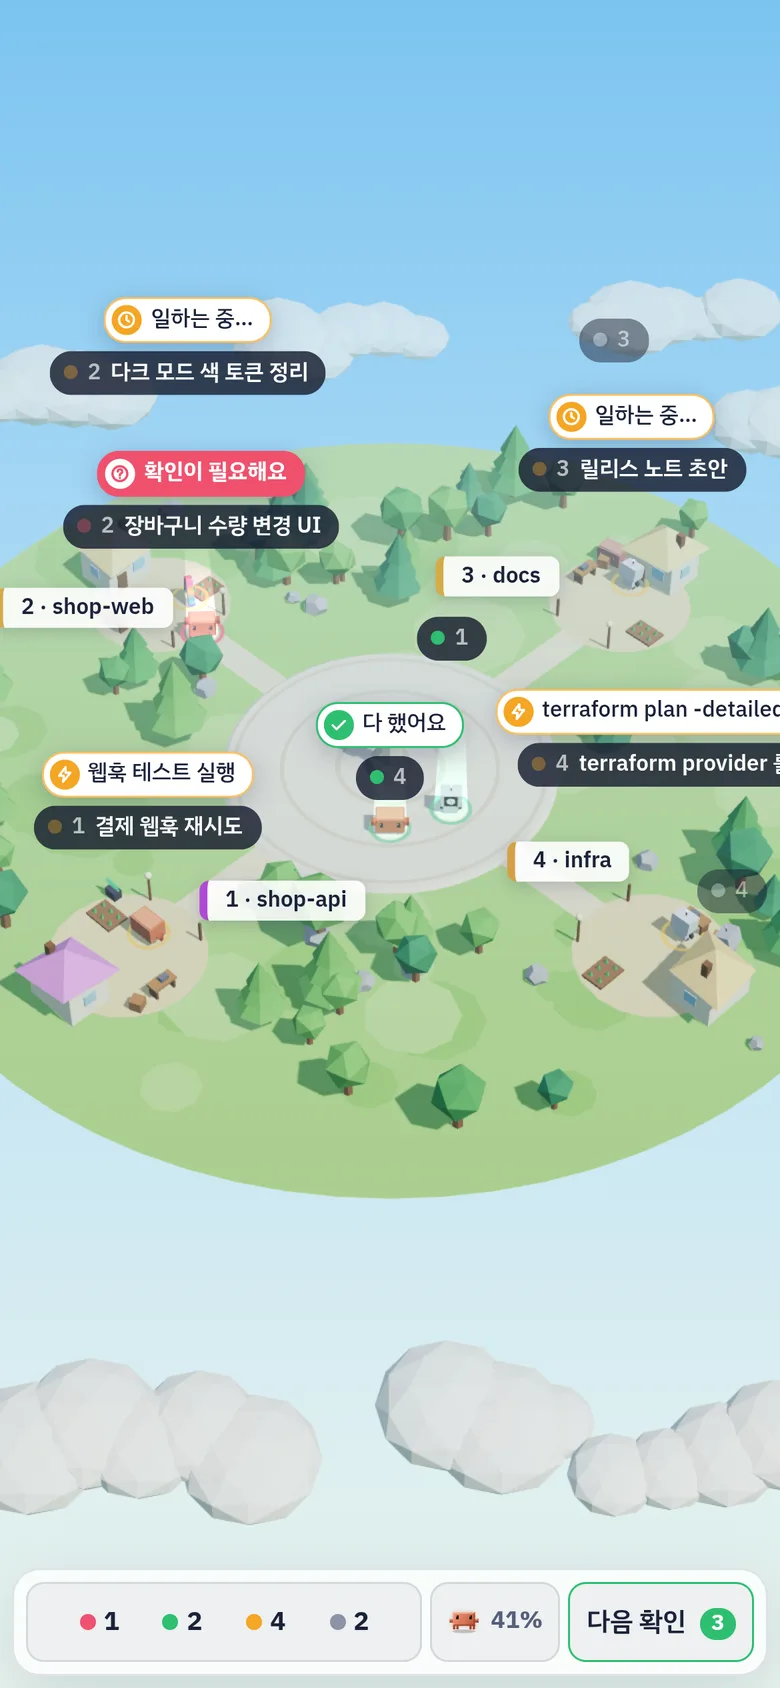 일하는 중...
2 다크 모드 색 토큰 정리
3
일하는 중...
3 릴리스 노트 초안
확인이 필요해요
2 장바구니 수량 변경 UI
3 · docs
2 · shop-web
1
다 했어요
4
terraform plan -detailed
4 terraform provider
웹훅 테스트 실행
1 결제 웹훅 재시도
4 · infra
4
1 · shop-api
1 2 4 2
41%
다음 확인 3